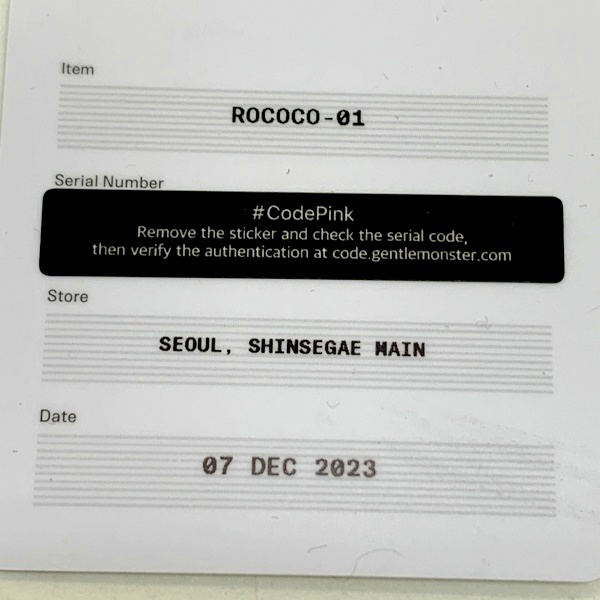 Item
ROCOCO-01
Serial Number
#CodePink
Remove the sticker and check the serial code,
then verify the authentication at code.gentlemonster.com
Store
SEOUL, SHINSEGAE MAIN
Date
07 DEC 2023